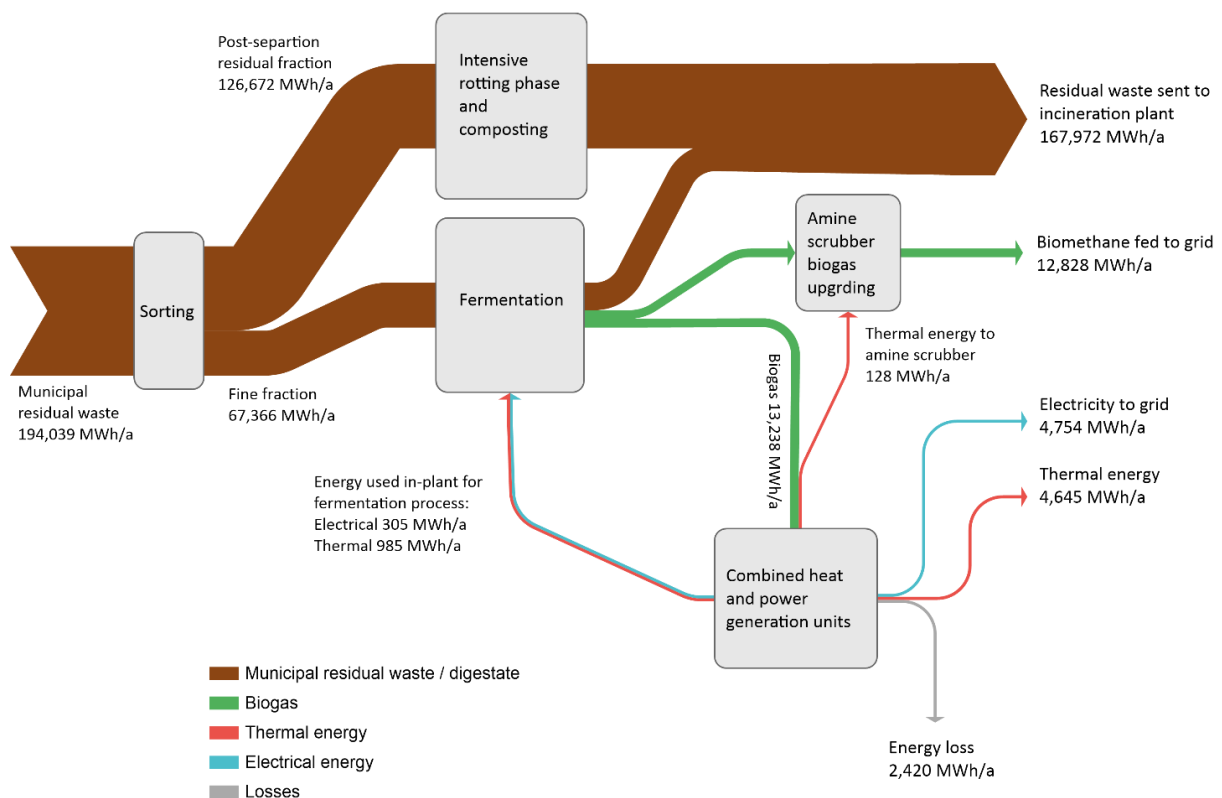 Post-separtion
residual fraction
126,672 MWh/a
Intensive
rotting phase
and
composting
Residual waste sent to
incineration plant
167,972 MWh/a
Amine
scrubber
biogas
upgrding
Biomethane fed to grid
12,828 MWh/a
Sorting
Fermentation
Municipal
residual waste
194,039 MWh/a
Fine fraction
67,366 MWh/a
Thermal energy to
amine scrubber
128 MWh/a
Biogas 13,238 MWh/a
Electricity to grid
4,754 MWh/a
Thermal energy
4,645 MWh/a
Energy used in-plant for
fermentation process:
Electrical 305 MWh/a
Thermal 985 MWh/a
Combined heat
and power
generation units
Municipal residual waste / digestate
Biogas
Thermal energy
Electrical energy
Losses
Energy loss
2,420 MWh/a